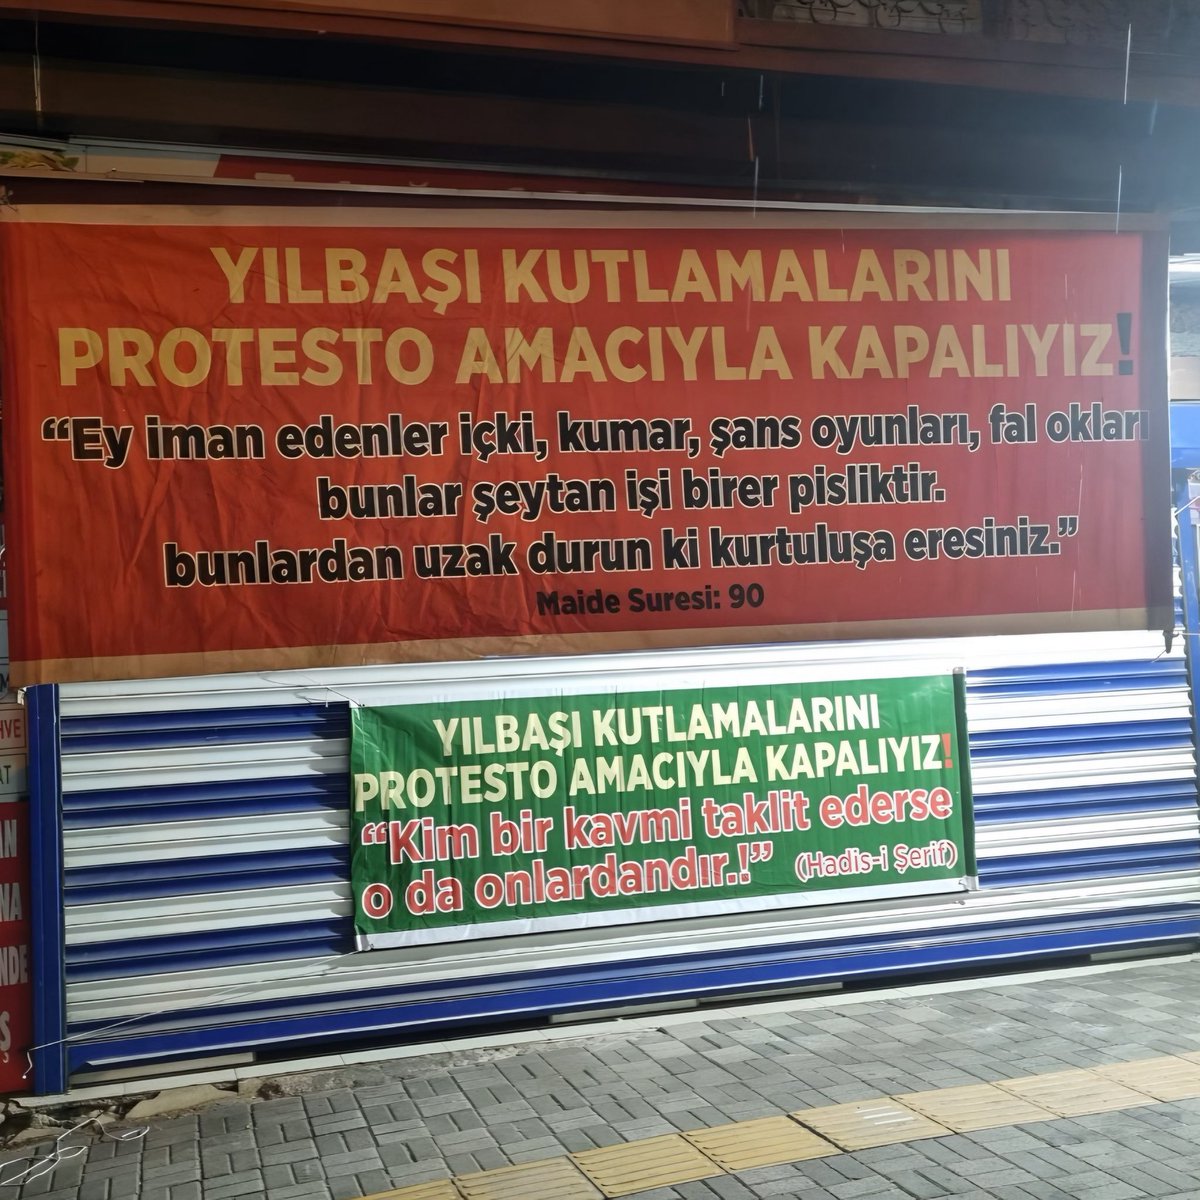 YILBAŞI KUTLAMALARINI
PROTESTO AMACIYLA KAPALIYIZ!
“Ey iman edenler içki, kumar, şans oyunları, fal okları
bunlar şeytan işi birer pisliktir.
bunlardan uzak durun ki kurtuluşa eresiniz.”
Maide Suresi: 90
YILBAŞI KUTLAMALARINI
PROTESTO AMACIYLA KAPALIYIZ!
“Kim bir kavmi taklit ederse
o da onlardandır.!” (Hadis-i Şerif)